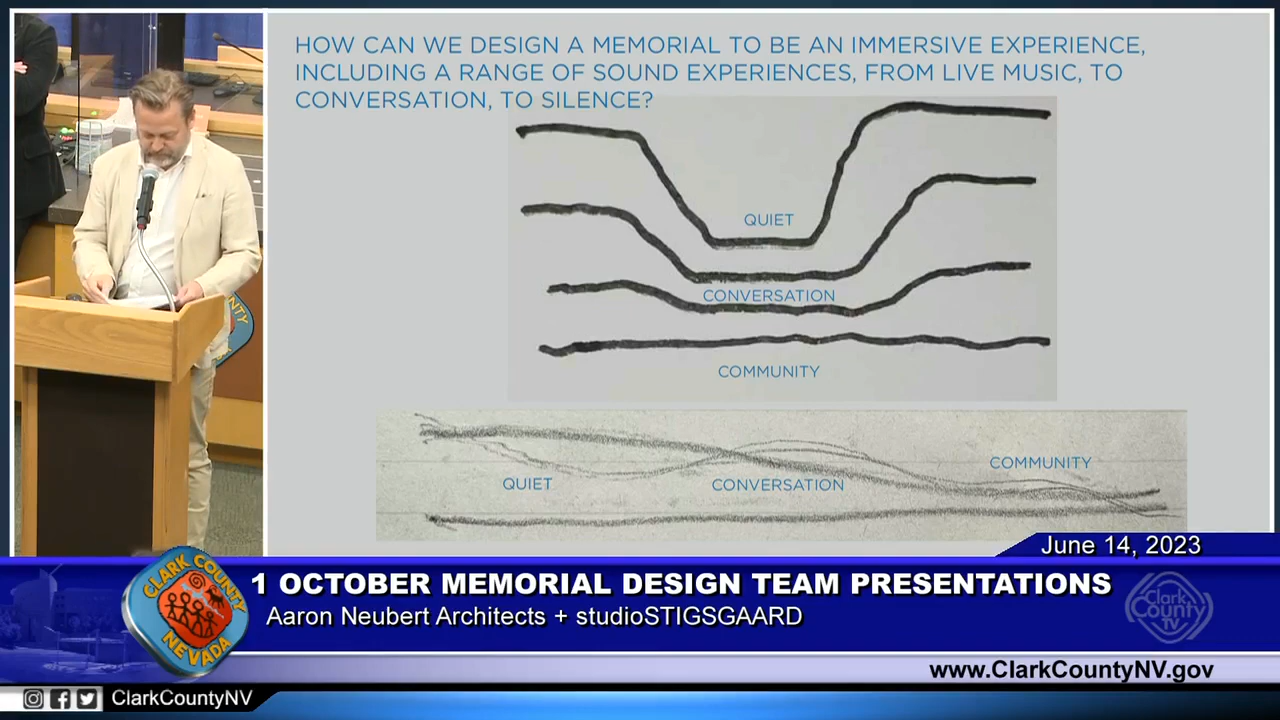 HOW CAN WE DESIGN A MEMORIAL TO BE AN IMMERSIVE EXPERIENCE,
INCLUDING A RANGE OF SOUND EXPERIENCES, FROM LIVE MUSIC, TO
CONVERSATION, TO SILENCE?
QUIET
CONVERSATION
COMMUNITY
COMMUNITY
QUIET
CONVERSATION
June 14, 2023
1 OCTOBER MEMORIAL DESIGN TEAM PRESENTATIONS
Aaron Neubert Architects + studioSTIGSGAARD
CLARK COUNTY
NEVADA
Clark
County
TV
www.ClarkCountyNV.gov
ClarkCountyNV